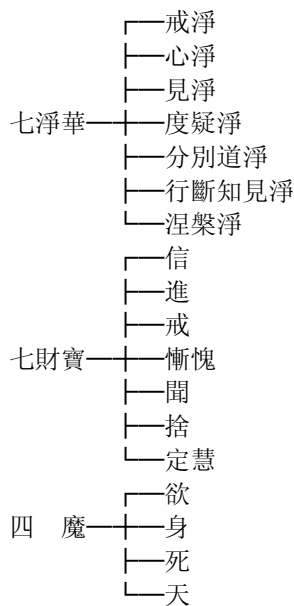 ┌──戒淨
├──心淨
├──見淨
七淨華─┼──度疑淨
├──分別道淨
├──行斷知見淨
└──涅槃淨
┌──信
├──進
├──戒
七財寶─┼──慚愧
├──聞
├──捨
└──定慧
┌──欲
四　魔─┼──身
├──死
└──天